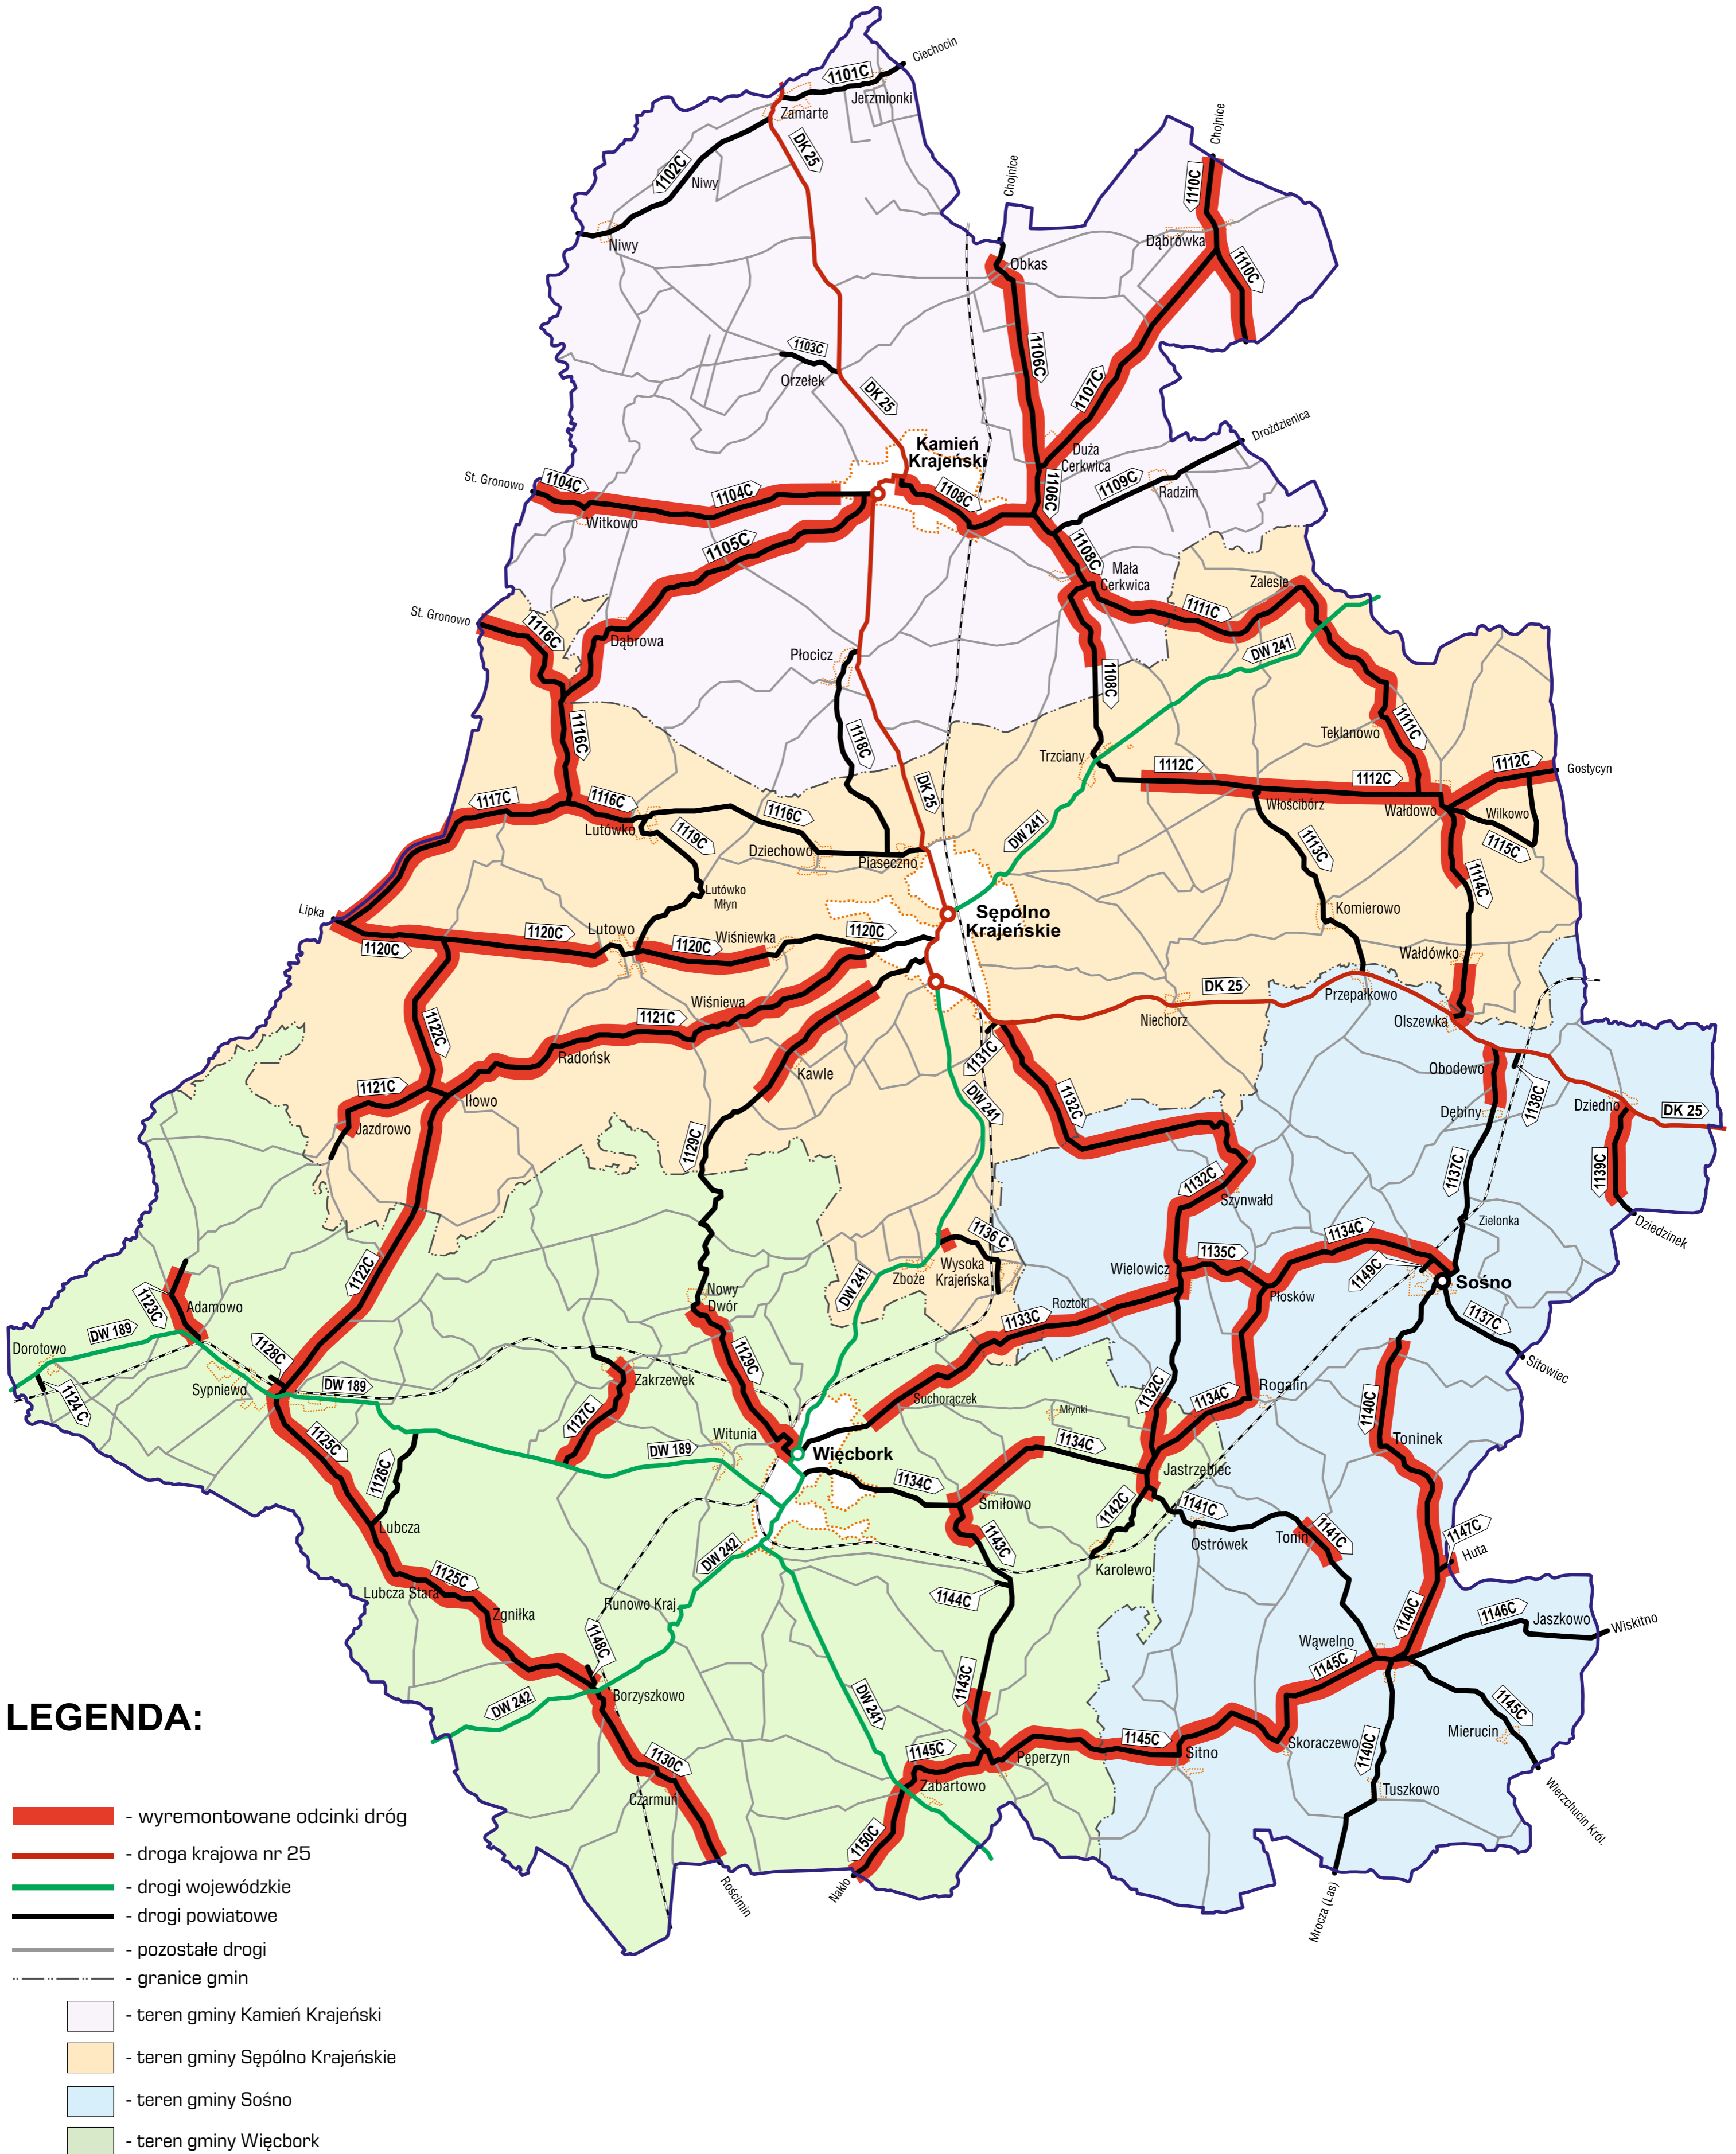 Ciechocin
1101C
Jerzmionki
Zamarte
DK 25
1102C
Niwy
Niwy
Chojnice
Chojnice
1110C
Dąbrówka
1110C
Obkas
1103C
Orzełek
1106C
1107C
DK 25
Kamień
Krajeński
Duża
Cerkwica
Drożdzienica
St. Gronowo
1104C
1104C
1108C
1106C
1109C
Radzim
Witkowo
1105C
1108C
Mała
Cerkwica
Zalesie
St. Gronowo
1116C
Dąbrowa
1111C
DW 241
Płocicz
1108C
1116C
1118C
Teklanowo
1111C
Trzciany
1112C
1112C
1112C
Gostycyn
DK 25
1117C
1116C
1116C
Włościbórz
Wałdowo
Wilkowo
Lutówko
1119C
Dziechowo
Piaseczno
DW 241
1113C
1115C
Lutówko
Młyn
1114C
Lipka
Sępólno
Krajeńskie
Komierowo
1120C
1120C
Lutowo
1120C
Wiśniewka
1120C
Wałdówko
Wiśniewa
DK 25
Przepałkowo
1122C
1121C
Niechorz
Olszewka
Radońsk
1131C
Kawle
Obodowo
1121C
Iłowo
DW 241
1132C
Dębiny
1138C
Dziedno
DK 25
Jazdrowo
1129C
1137C
1139C
1132C
Szynwałd
Zielonka
Dziedzinek
1136 C
Wysoka
Krajeńska
Zboże
1134C
1135C
Wielowicz
1149C
Sośno
1122C
DW 241
Płosków
1123C
Adamowo
Nowy
Dwór
Roztoki
1133C
1137C
Dorotowo
DW 189
1128C
1129C
Sitowiec
1124 C
Sypniewo
DW 189
Zakrzewek
Suchorączek
Rogalin
1132C
1134C
1127C
Młynki
1140C
1125C
Witunia
1134C
Toninek
1126C
DW 189
Więcbork
1134C
Jastrzębiec
Śmiłowo
1142C
1141C
Lubcza
1143C
Ostrówek
Tonin
1141C
1147C
Huta
DW 242
Karolewo
Lubcza Stara
1125C
1144C
Zgniłka
Runowo Kraj.
1140C
1146C
Jaszkowo
Wiskitno
1148C
Wąwelno
1145C
1143C
Borzyszkowo
DW 242
DW 241
1145C
Mierucin
LEGENDA:
1145C
1145C
Pęperzyn
Sitno
Skoraczewo
1140C
1130C
Czarmuń
Zabartowo
Tuszkowo
Wierzchucin Król.
1150C
Nakło
Rościmin
Mrocza (Las)
- wyremontowane odcinki dróg
- droga krajowa nr 25
- drogi wojewódzkie
- drogi powiatowe
- pozostałe drogi
- granice gmin
- teren gminy Kamień Krajeński
- teren gminy Sępólno Krajeńskie
- teren gminy Sośno
- teren gminy Więcbork